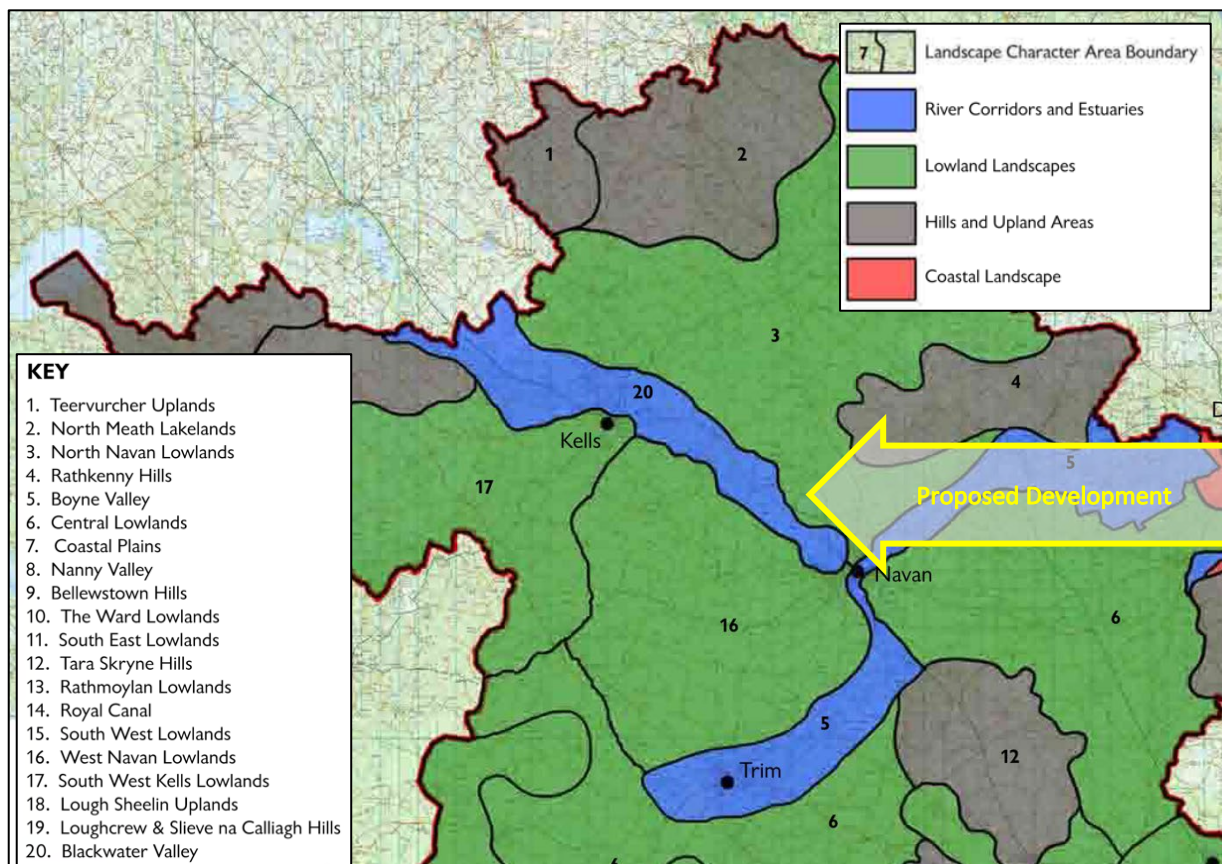 7 Landscape Character Area Boundary
River Corridors and Estuaries
Lowland Landscapes
Hills and Upland Areas
Coastal Landscape
1
2
3
4
20
Kells
D
5
17
Proposed Development
Navan
16
6
5
12
Trim
6
KEY
1. Teervurcher Uplands
2. North Meath Lakelands
3. North Navan Lowlands
4. Rathkenny Hills
5. Boyne Valley
6. Central Lowlands
7. Coastal Plains
8. Nanny Valley
9. Bellewstown Hills
10. The Ward Lowlands
11. South East Lowlands
12. Tara Skryne Hills
13. Rathmoylan Lowlands
14. Royal Canal
15. South West Lowlands
16. West Navan Lowlands
17. South West Kells Lowlands
18. Lough Sheelin Uplands
19. Loughcrew & Slieve na Calliagh Hills
20. Blackwater Valley